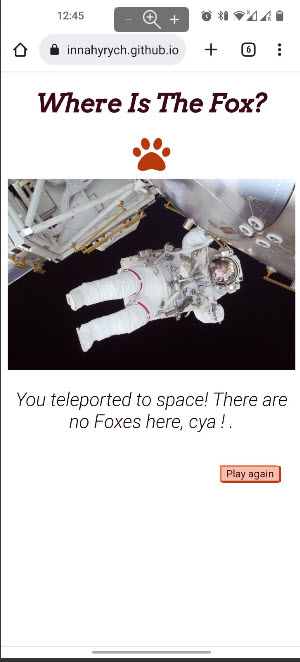 12:45
innahyrych.github.io
6
Where Is The Fox?
You teleported to space! There are
no Foxes here, cya ! .
Play again